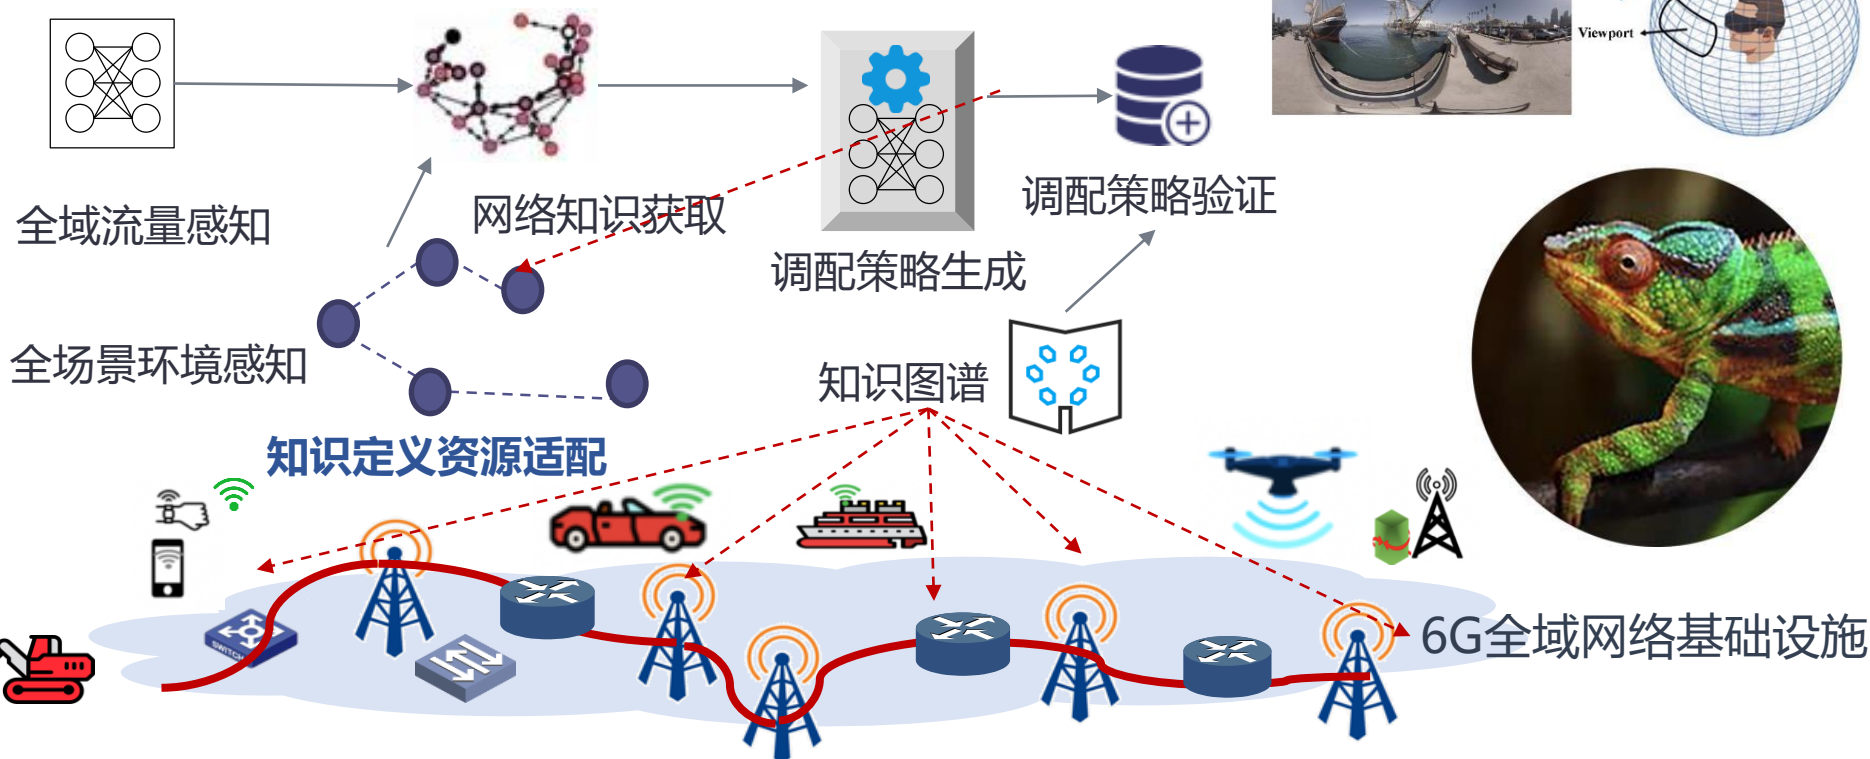 Viewport
全域流量感知
网络知识获取
调配策略验证
调配策略生成
全场景环境感知
知识图谱
知识定义资源适配
SWITCH
6G全域网络基础设施